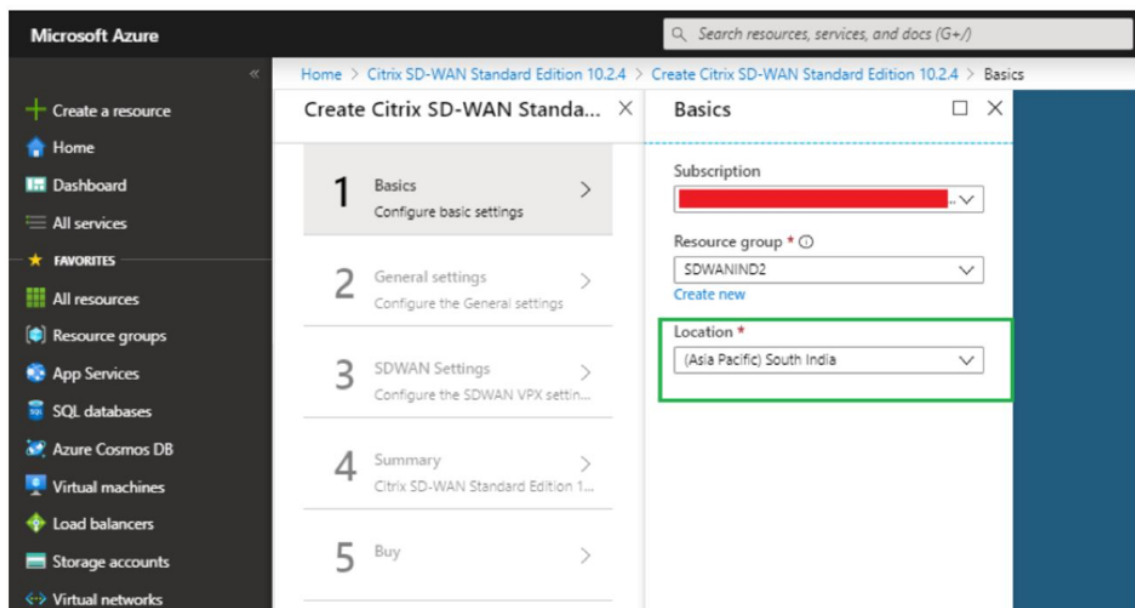 Microsoft Azure
Search resources, services, and docs (G+/)
«
Home > Citrix SD-WAN Standard Edition 10.2.4 > Create Citrix SD-WAN Standard Edition 10.2.4 > Basics
Create a resource
Home
Dashboard
All services
FAVORITES
All resources
Resource groups
App Services
SQL databases
Azure Cosmos DB
Virtual machines
Load balancers
Storage accounts
Virtual networks
Create Citrix SD-WAN Standa...
1
Basics
Configure basic settings
2
General settings
Configure the General settings
3
SDWAN Settings
Configure the SDWAN VPX settin...
4
Summary
Citrix SD-WAN Standard Edition 1...
5
Buy
Basics
Subscription
..
Resource group *
SDWANIND2
Create new
Location *
(Asia Pacific) South India